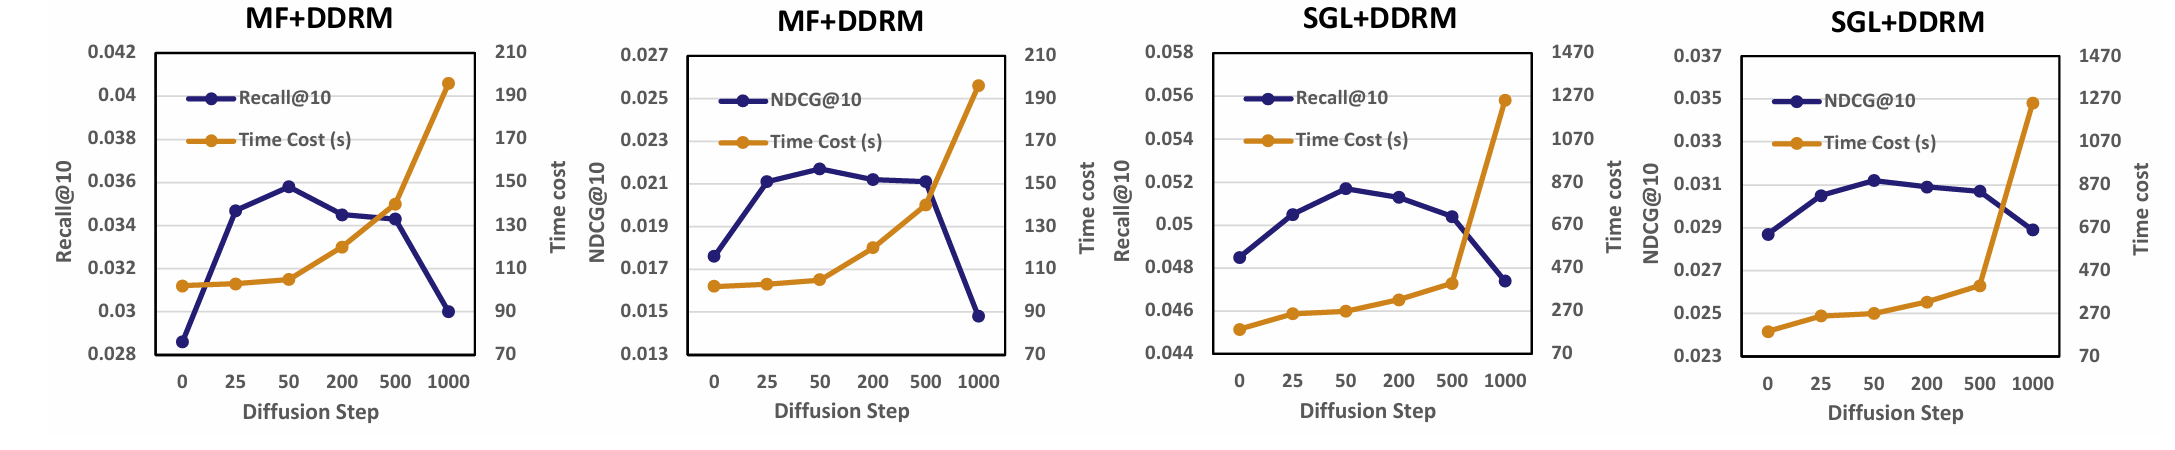 MF+DDRM
0.042
0.04
0.038
0.036
0.034
0.032
0.03
0.028
Recall@10
210
190
170
150
130
110
90
70
Time cost
Recall@10
Time Cost (s)
0 25 50 200 500 1000
Diffusion Step
MF+DDRM
0.027
0.025
0.023
0.021
0.019
0.017
0.015
0.013
NDCG@10
210
190
170
150
130
110
90
70
Time cost
NDCG@10
Time Cost (s)
0 25 50 200 500 1000
Diffusion Step
SGL+DDRM
0.058
0.056
0.054
0.052
0.05
0.048
0.046
0.044
Recall@10
1470
1270
1070
870
670
470
270
70
Time cost
Recall@10
Time Cost (s)
0 25 50 200 500 1000
Diffusion Step
SGL+DDRM
0.037
0.035
0.033
0.031
0.029
0.027
0.025
0.023
NDCG@10
1470
1270
1070
870
670
470
270
70
Time cost
NDCG@10
Time Cost (s)
0 25 50 200 500 1000
Diffusion Step